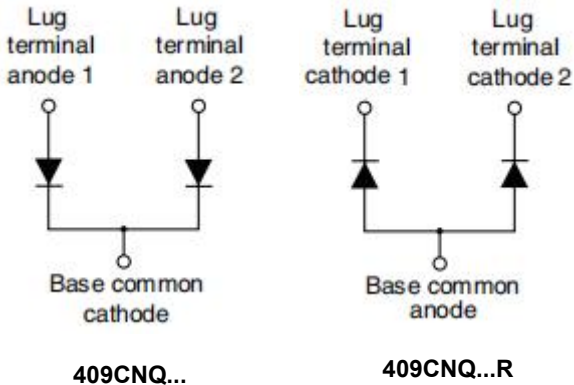 Lug
terminal
anode 1
Lug
terminal
anode 2
Base common
cathode
409CNQ...
Lug
terminal
cathode 1
Lug
terminal
cathode 2
Base common
anode
409CNQ...R